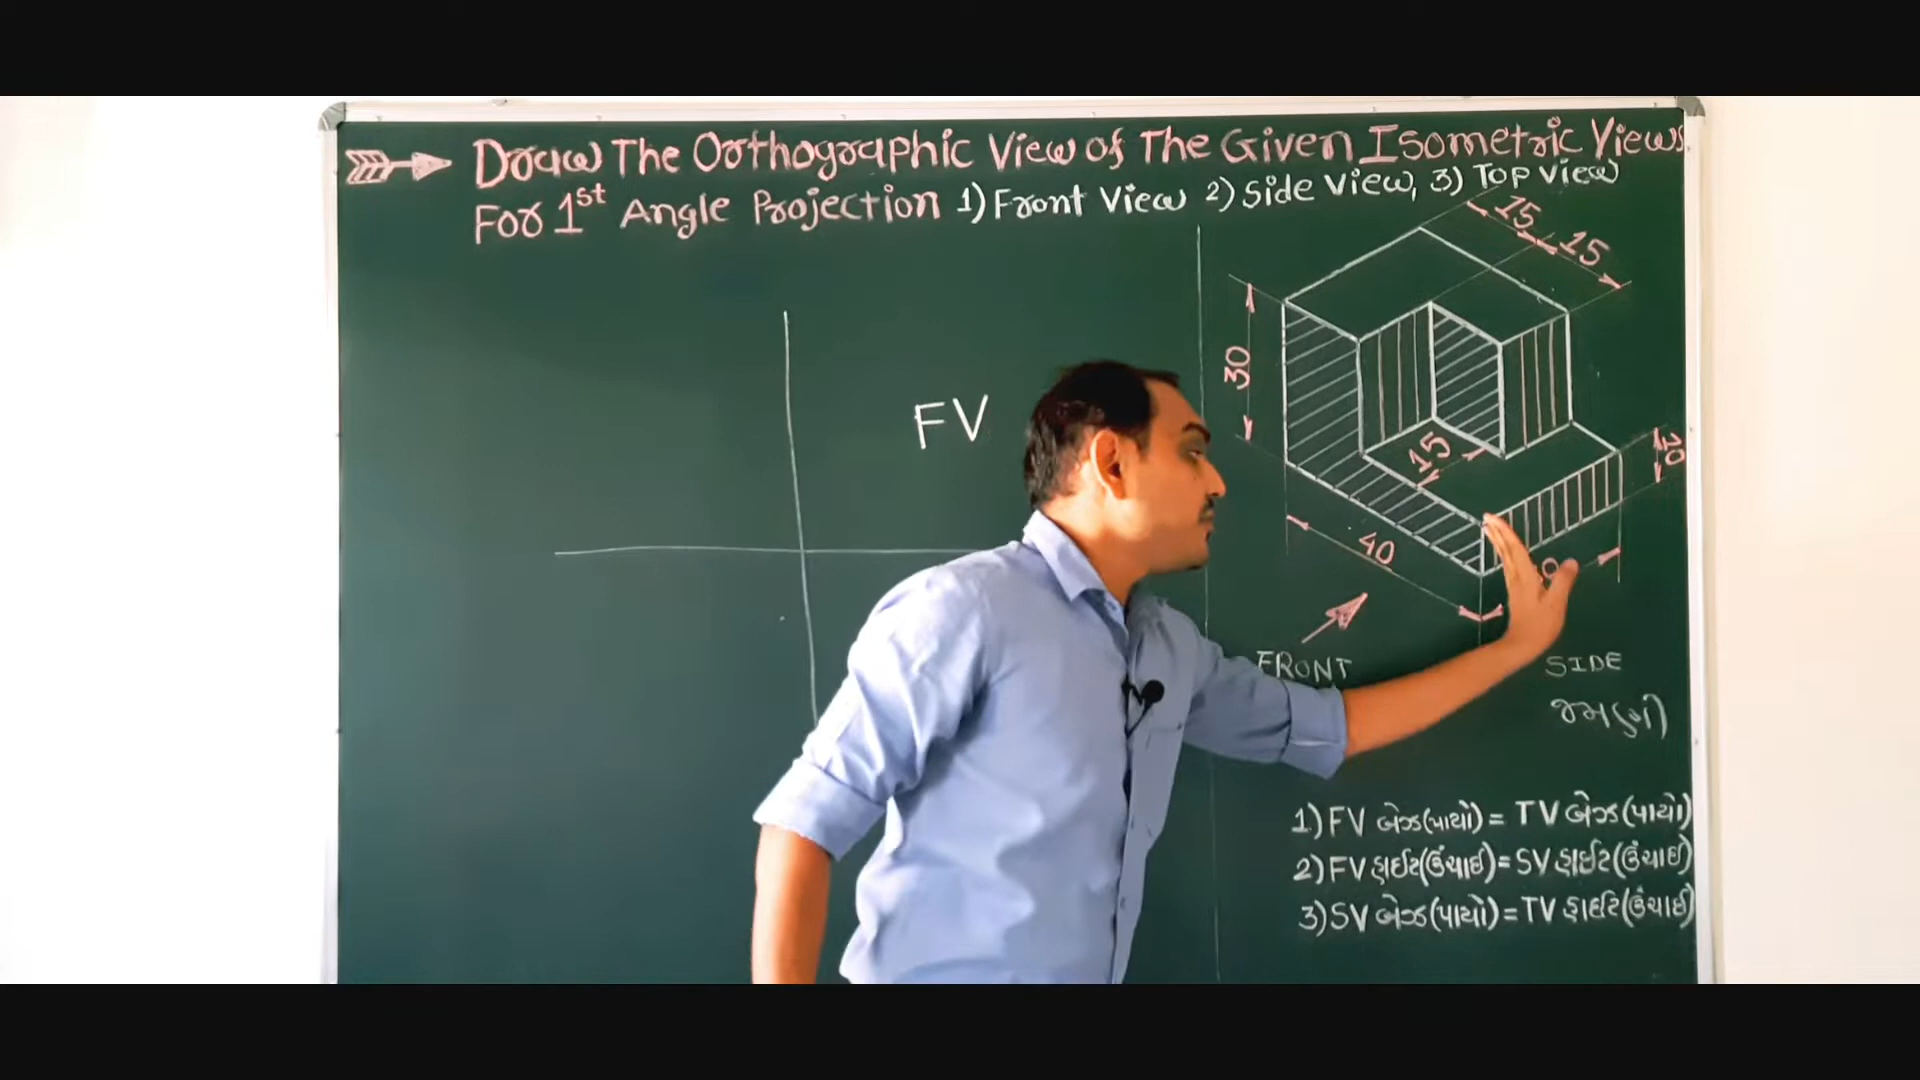 Draw The Orthographic View of The Given Isometric Views
For 1st Angle Projection 1) Front View 2) Side View, 3) Top View
15
15
30
FV
15
20
40
FRONT
SIDE
1) FV બેઝ(પાયો) = TV બેઝ(પાયો)
2) FV હાઈટ(ઉંચાઈ) = SV હાઈટ(ઉંચાઈ)
3) SV બેઝ(પાયો) = TV હાઈટ(ઉંચાઈ)